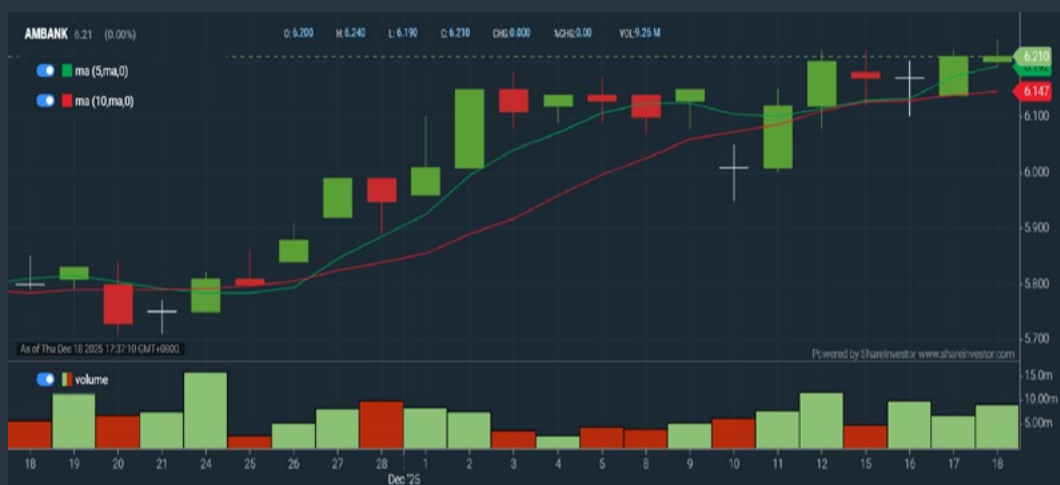 AMBANK 6.21 (0.00%) O: 6.200 H: 6.240 L: 6.190 C: 6.210 CHG:0.000 %CHG:0.00 VOL:9.26 M
ma (5,ma,0)
ma (10,ma,0)
6.210
6.192
6.147
6.100
6.000
5.900
5.800
5.700
As of Thu Dec 18 2025 17:37:10 GMT+0800.
Powered by ShareInvestor www.shareinvestor.com
volume
15.0m
10.00m
5.00m
18 19 20 21 24 25 26 27 28 1 2 3 4 5 8 9 10 11 12 15 16 17 18
Dec '25